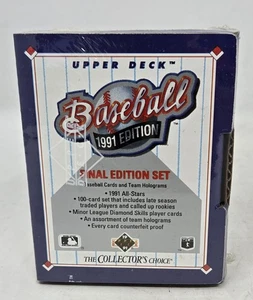 UPPER DECK™
Baseball
1991 EDITION
FINAL EDITION SET
Baseball Cards and Team Holograms
• 1991 All-Stars
• 100-card set that includes late season
traded players and called up rookies
• Minor League Diamond Skills player cards
• An assortment of team holograms
• Every card counterfeit proof
THE COLLECTOR'S CHOICE